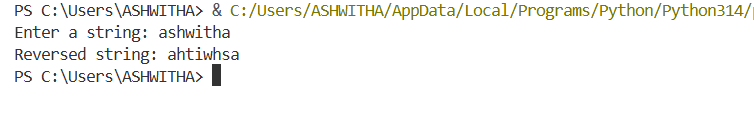 PS C:\Users\ASHWITHA> & C:/Users/ASHWITHA/AppData/Local/Programs/Python/Python314/
Enter a string: ashwitha
Reversed string: ahtiwhsa
PS C:\Users\ASHWITHA>